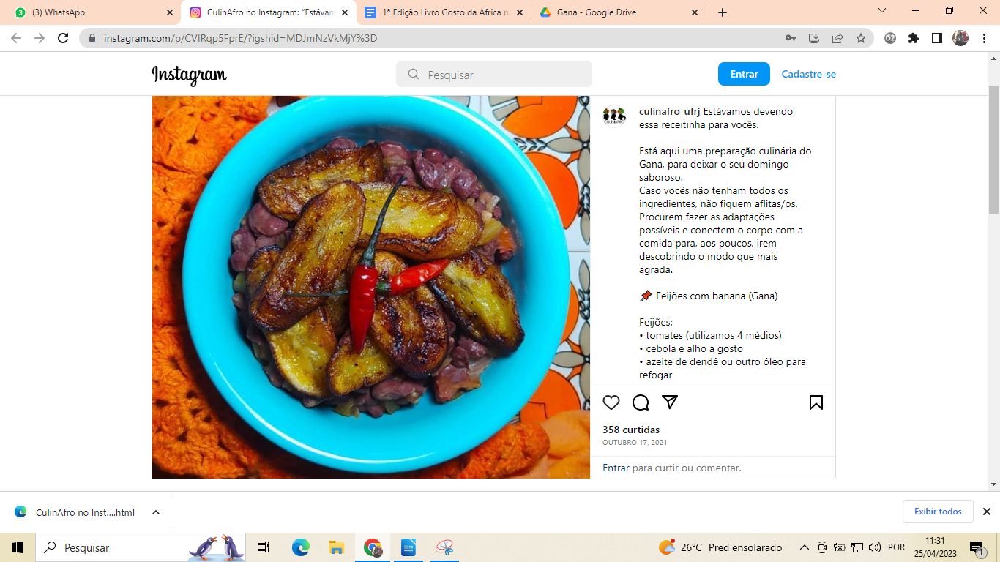 (3) WhatsApp
CulinAfro no Instagram: "Estávam
1ª Edição Livro Gosto da África na
Gana - Google Drive
instagram.com/p/CVIRqp5FprE/?igshid=MDJmNzVkMjY%3D
Instagram
Pesquisar
Entrar
Cadastre-se
culinafro_ufrj Estávamos devendo
essa receitinha para vocês.
Está aqui uma preparação culinária do
Gana, para deixar o seu domingo
saboroso.
Caso vocês não tenham todos os
ingredientes, não fiquem aflitas/os.
Procurem fazer as adaptações
possíveis e conectem o corpo com a
comida para, aos poucos, irem
descobrindo o modo que mais
agrada.
📌 Feijões com banana (Gana)
Feijões:
• tomates (utilizamos 4 médios)
• cebola e alho a gosto
• azeite de dendê ou outro óleo para
refogar
358 curtidas
OUTUBRO 17, 2021
Entrar para curtir ou comentar.
CulinAfro no Inst....html
Exibir todos
Pesquisar
26°C Pred ensolarado
POR
11:31
25/04/2023
1